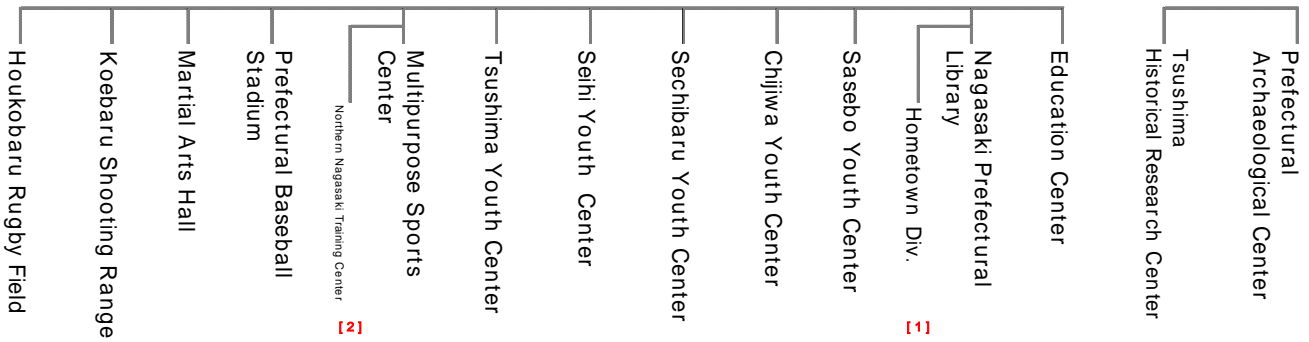 Houkobaru Rugby Field
Koebaru Shooting Range
Martial Arts Hall
Prefectural Baseball
Stadium
Multipurpose Sports
Center
Northern Nagasaki Training Center
[2]
Tsushima Youth Center
Seihi Youth Center
Sechibaru Youth Center
Chijiwa Youth Center
Sasebo Youth Center
Nagasaki Prefectural
Library
Hometown Div.
[1]
Education Center
Tsushima
Historical Research Center
Prefectural
Archaeological Center